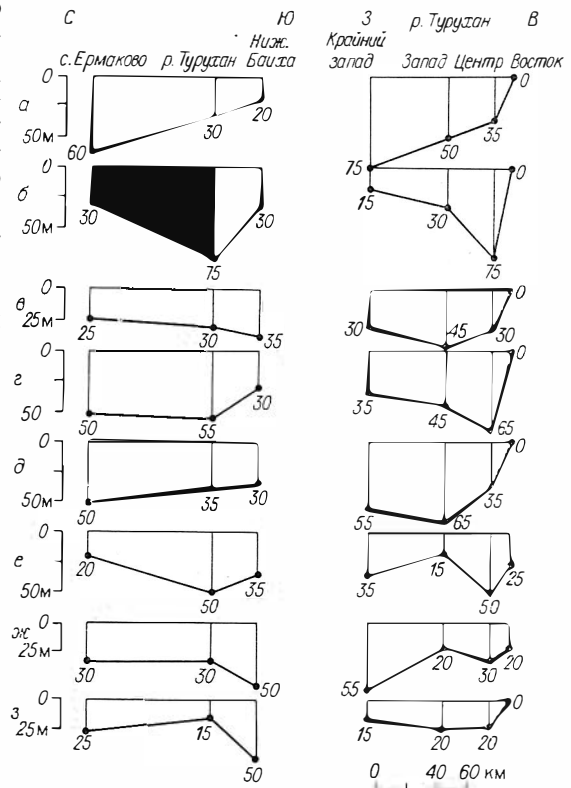 С Ю З р. Турухан В
с. Ермаково р. Турухан Ниж. Баиха Крайний запад Запад Центр Восток
0
а
50м
60 30 20 75 50 35 0
0
б
50м
30 75 30 15 30 75 0
0
в
25м
25 30 35 30 45 30 0
0
г
50
50 55 30 35 45 65 0
0
д
50м
50 35 30 55 65 35 0
0
е
50м
20 50 35 35 15 50 25
0
ж
25м
30 30 50 55 20 30 20
0
з
25м
25 15 50 15 20 20 0
0 40 60 км